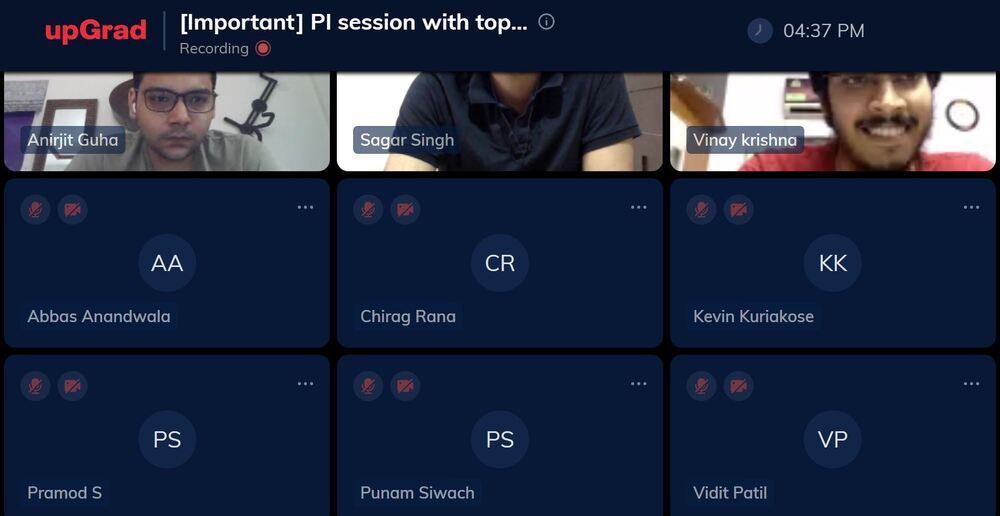 upGrad
[Important] PI session with top...
Recording
04:37 PM
Anirjit Guha
Sagar Singh
Vinay krishna
AA
CR
KK
Abbas Anandwala
Chirag Rana
Kevin Kuriakose
PS
PS
VP
Pramod S
Punam Siwach
Vidit Patil